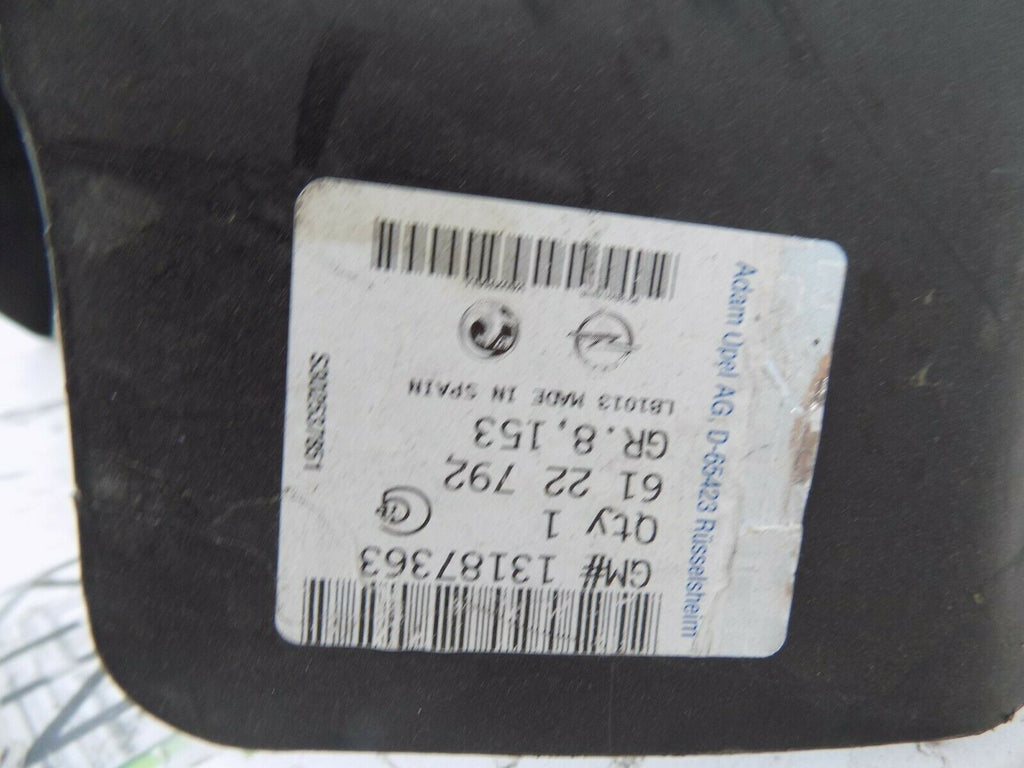 GM# 13187363
Qty 1
61 22 792
GR.8,153
LB1013 MADE IN SPAIN
Adam Opel AG, D-65423 Rüsselsheim